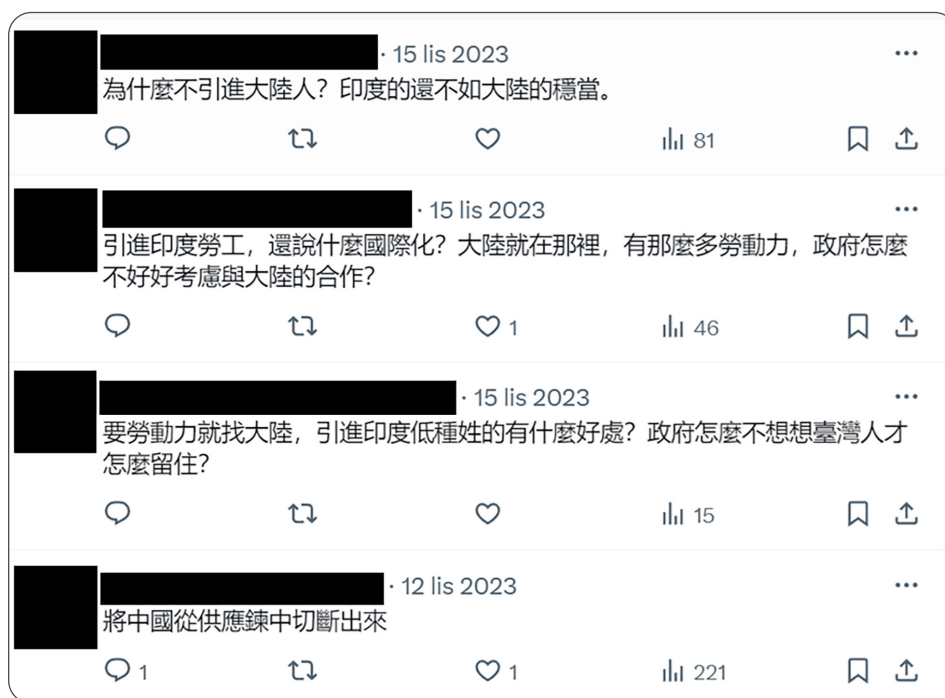 · 15 lis 2023
為什麼不引進大陸人？印度的還不如大陸的穩當。
81
· 15 lis 2023
引進印度勞工，還說什麼國際化？大陸就在那裡，有那麼多勞動力，政府怎麼
不好好考慮與大陸的合作？
1 46
· 15 lis 2023
要勞動力就找大陸，引進印度低種姓的有什麼好處？政府怎麼不想想臺灣人才
怎麼留住？
15
· 12 lis 2023
將中國從供應鍊中切斷出來
1 1 221